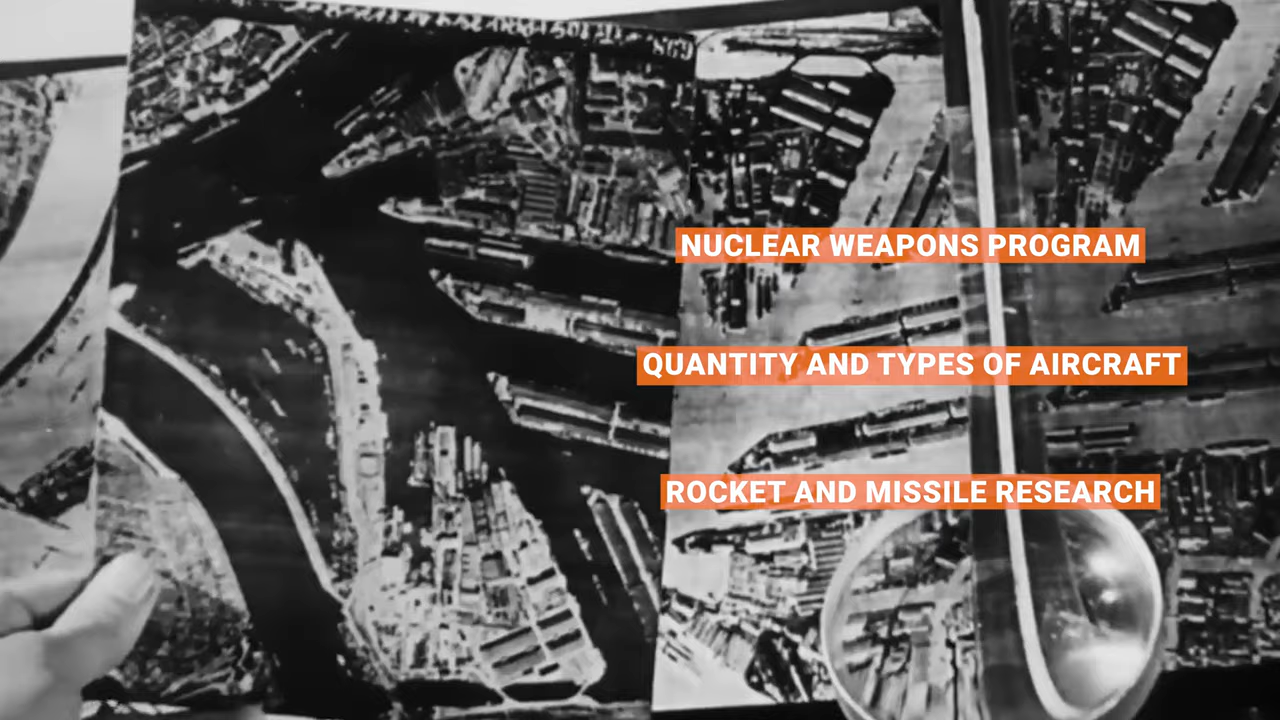 NUCLEAR WEAPONS PROGRAM
QUANTITY AND TYPES OF AIRCRAFT
ROCKET AND MISSILE RESEARCH